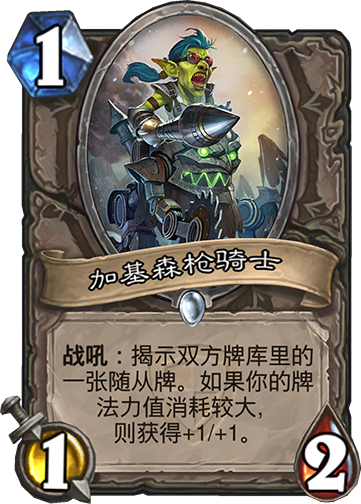 1
加基森枪骑士
战吼：揭示双方牌库里的
一张随从牌。如果你的牌
法力值消耗较大，
则获得+1/+1。
1
2